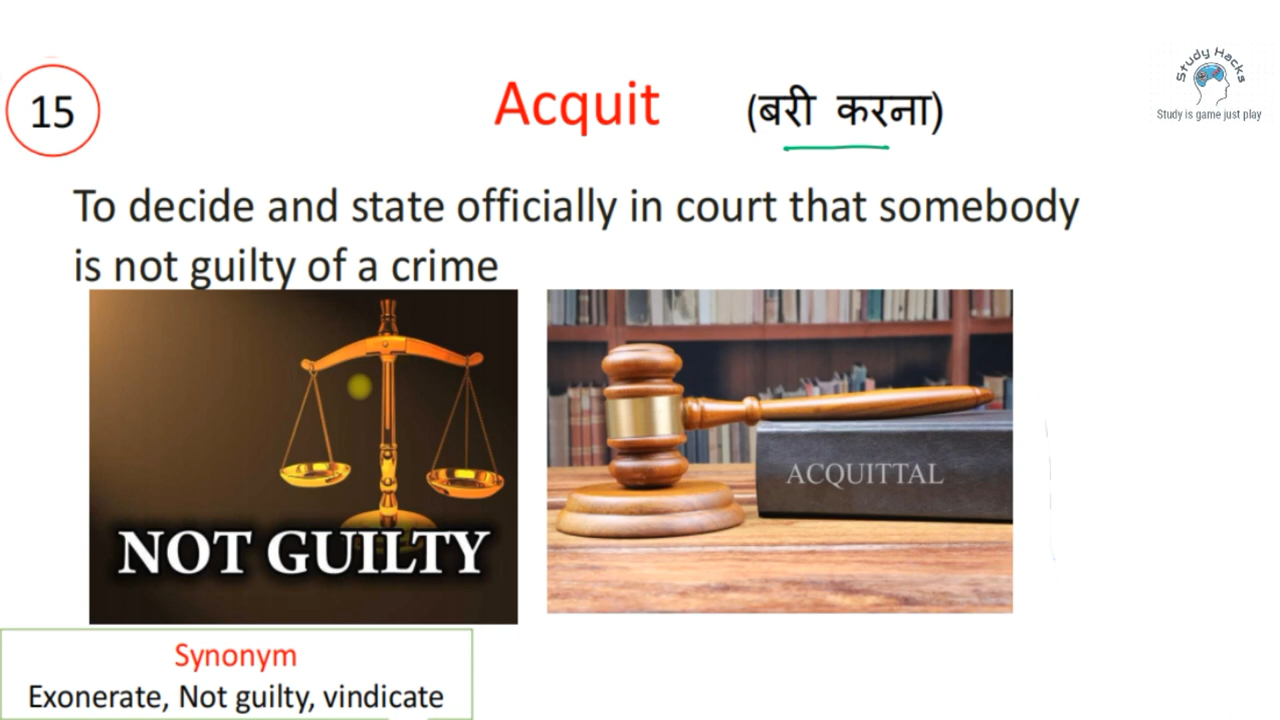 15
Acquit (बरी करना)
Study Hacks
Study is game just play
To decide and state officially in court that somebody
is not guilty of a crime
NOT GUILTY
ACQUITTAL
Synonym
Exonerate, Not guilty, vindicate